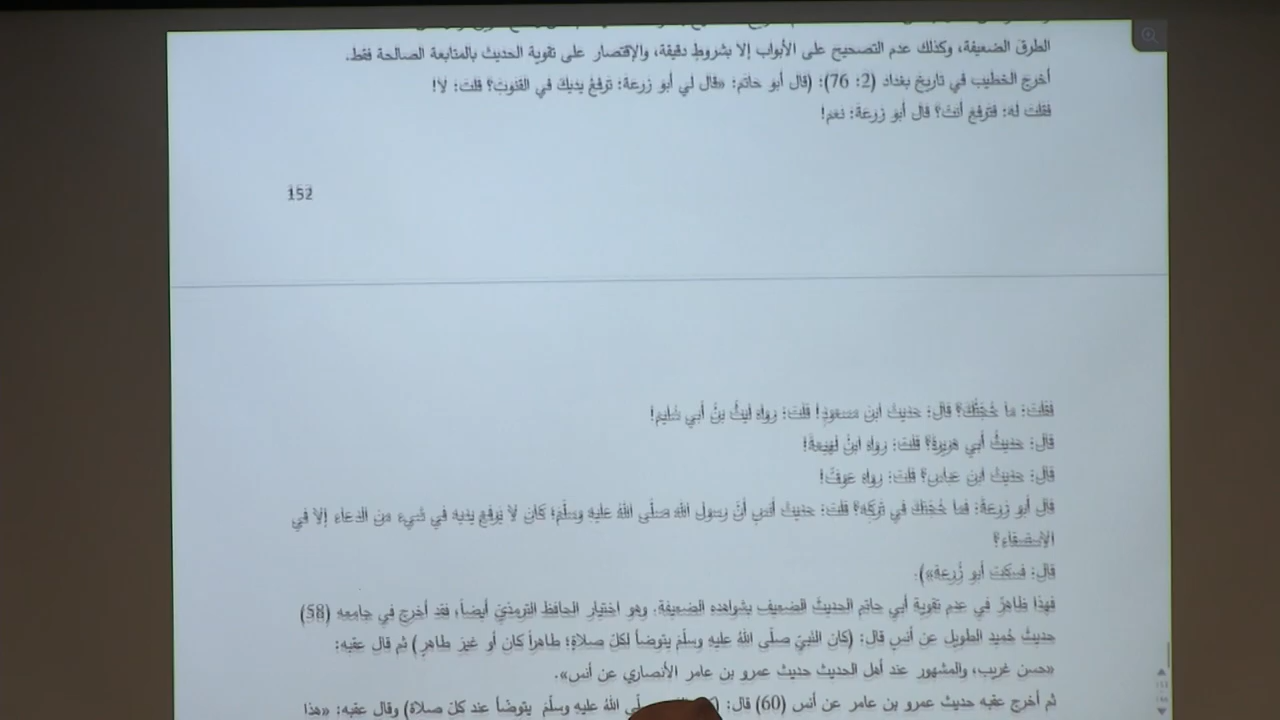 الطرق الضعيفة، وكذلك عدم التصحيح على الأبواب إلا بشروطٍ دقيقة، والإقتصار على تقوية الحديث بالمتابعة الصالحة فقط.
أخرجَ الخطيب في تاريخ بغداد (2: 76): (قال أبو حاتم: «قال لي أبو زرعة: ترفعُ يديكَ في القنوت؟ قلت: لا!
فقلت له: فترفع أنتَ؟ قال أبو زرعة: نعم!
152
فقلت: ما حُجَّتُكَ؟ قال: حديثُ ابن مسعودٍ! قلت: رواه ليثُ بنُ أبي سُليم!
قال: حديثُ أبي هريرةَ؟ قلت: رواه ابنُ لهيعةَ!
قال: حديثُ ابن عباس؟ قلت: رواه عوفٌ!
قال أبو زرعةَ: فما حُجتكَ في تركِه؟ قلت: حديث أنسٍ أنّ رسول الله صلّى اللهُ عليه وسلّم؛ كان لا يرفع يديه في شيء من الدعاء إلا في
الاستسقاء؟
قال: فسكت أبو زُرعة»).
فهذا ظاهرٌ في عدم تقوية أبي حاتم الحديثَ الضعيف بشواهده الضعيفة. وهو اختيار الحافظ الترمذيّ أيضاً، فقد أخرج في جامعه (58)
حديثَ حُميد الطويل عن أنسٍ قال: (كان النبيّ صلّى اللهُ عليه وسلّمَ يتوضأ لكلّ صلاةٍ؛ طاهراً كان أو غيرَ طاهرٍ) ثم قال عقبه:
«حسن غريب، والمشهور عند أهل الحديث حديث عمرو بن عامر الأنصاري عن أنس».
ثم أخرج عقبه حديث عمرو بن عامر عن أنس (60) قال: صلّى اللهُ عليه وسلّمَ يتوضأ عند كلّ صلاة) وقال عقبه: «هذا